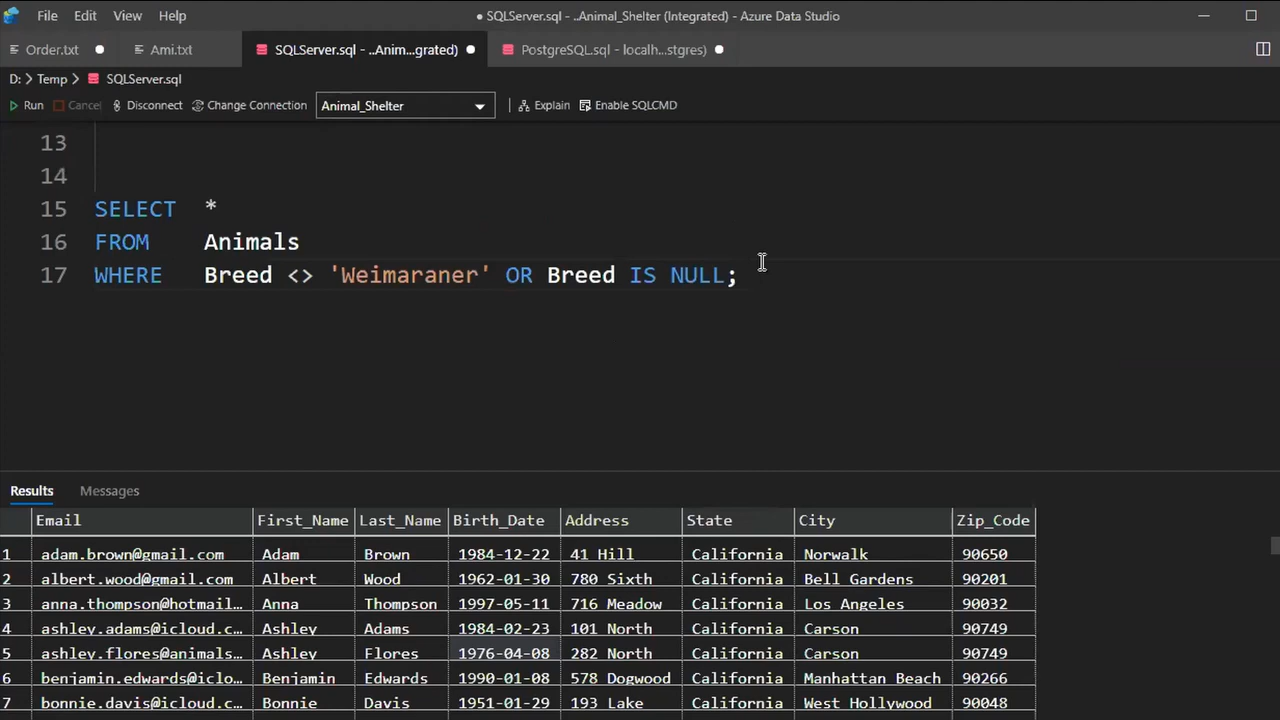 File Edit View Help ● SQLServer.sql - ..Animal_Shelter (Integrated) - Azure Data Studio
Order.txt Ami.txt SQLServer.sql - ..Anim...grated) PostgreSQL.sql - localh...stgres)
D: > Temp > SQLServer.sql
Run Cancel Disconnect Change Connection Animal_Shelter Explain Enable SQLCMD
13
14
15 SELECT *
16 FROM Animals
17 WHERE Breed <> 'Weimaraner' OR Breed IS NULL;
Results Messages
Email First_Name Last_Name Birth_Date Address State City Zip_Code
1 adam.brown@gmail.com Adam Brown 1984-12-22 41 Hill California Norwalk 90650
2 albert.wood@gmail.com Albert Wood 1962-01-30 780 Sixth California Bell Gardens 90201
3 anna.thompson@hotmail... Anna Thompson 1997-05-11 716 Meadow California Los Angeles 90032
4 ashley.adams@icloud.c... Ashley Adams 1984-02-23 101 North California Carson 90749
5 ashley.flores@animals... Ashley Flores 1976-04-08 282 North California Carson 90749
6 benjamin.edwards@iclo... Benjamin Edwards 1990-01-08 578 Dogwood California Manhattan Beach 90266
7 bonnie.davis@icloud.c... Bonnie Davis 1951-01-29 193 Lake California West Hollywood 90048